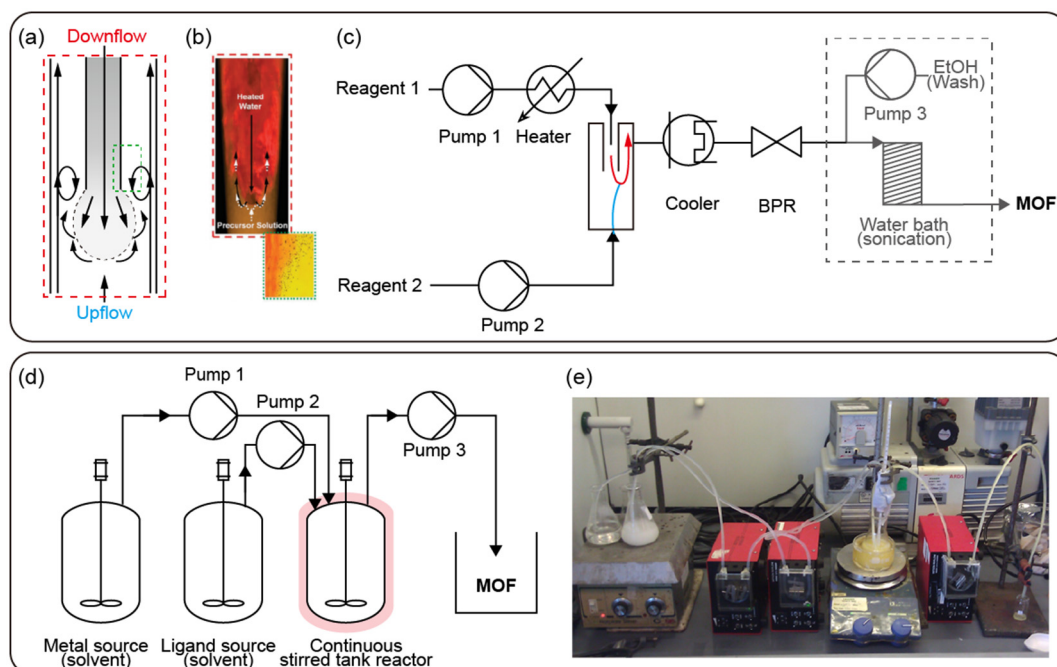 (a)
Downflow
Upflow
(b)
Heated
Water
Precursor Solution
(c)
Reagent 1
Pump 1
Heater
Reagent 2
Pump 2
Cooler
BPR
EtOH
(Wash)
Pump 3
Water bath
(sonication)
MOF
(d)
Pump 1
Pump 2
Pump 3
Metal source
(solvent)
Ligand source
(solvent)
Continuous
stirred tank reactor
MOF
(e)